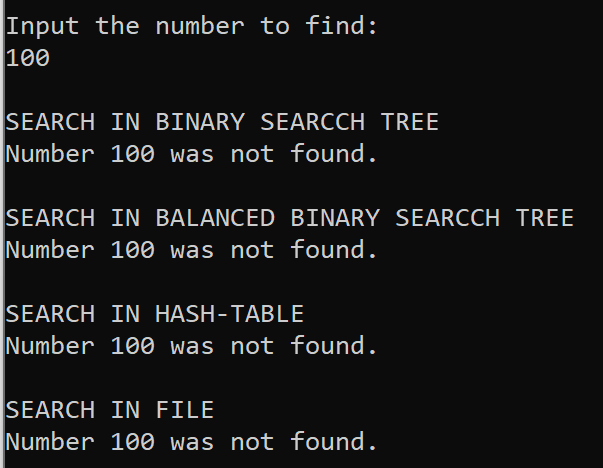 Input the number to find:
100
SEARCH IN BINARY SEARCCH TREE
Number 100 was not found.
SEARCH IN BALANCED BINARY SEARCCH TREE
Number 100 was not found.
SEARCH IN HASH-TABLE
Number 100 was not found.
SEARCH IN FILE
Number 100 was not found.